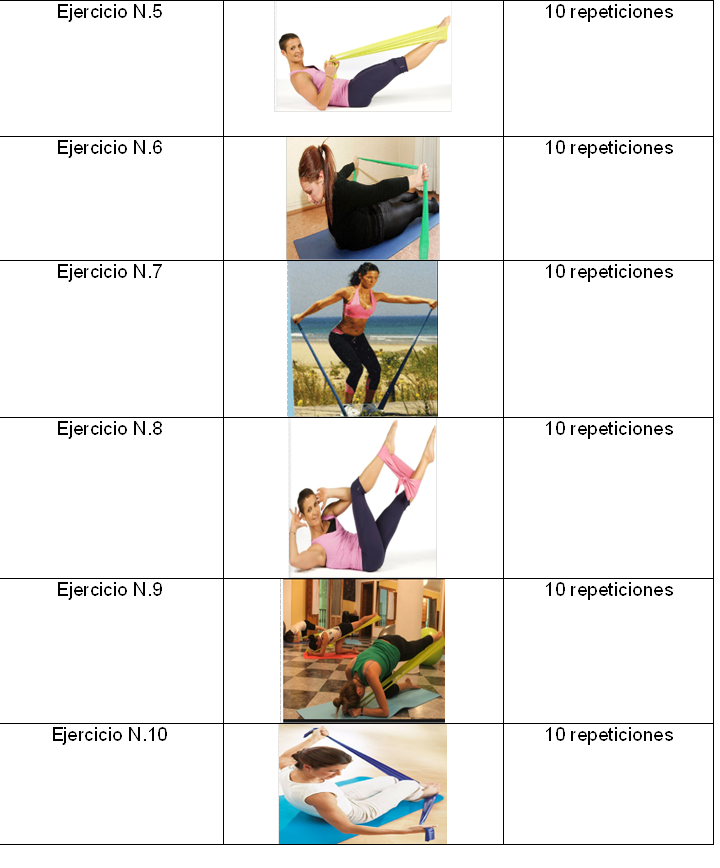 Ejercicio N.5 10 repeticiones
Ejercicio N.6 10 repeticiones
Ejercicio N.7 10 repeticiones
Ejercicio N.8 10 repeticiones
Ejercicio N.9 10 repeticiones
Ejercicio N.10 10 repeticiones